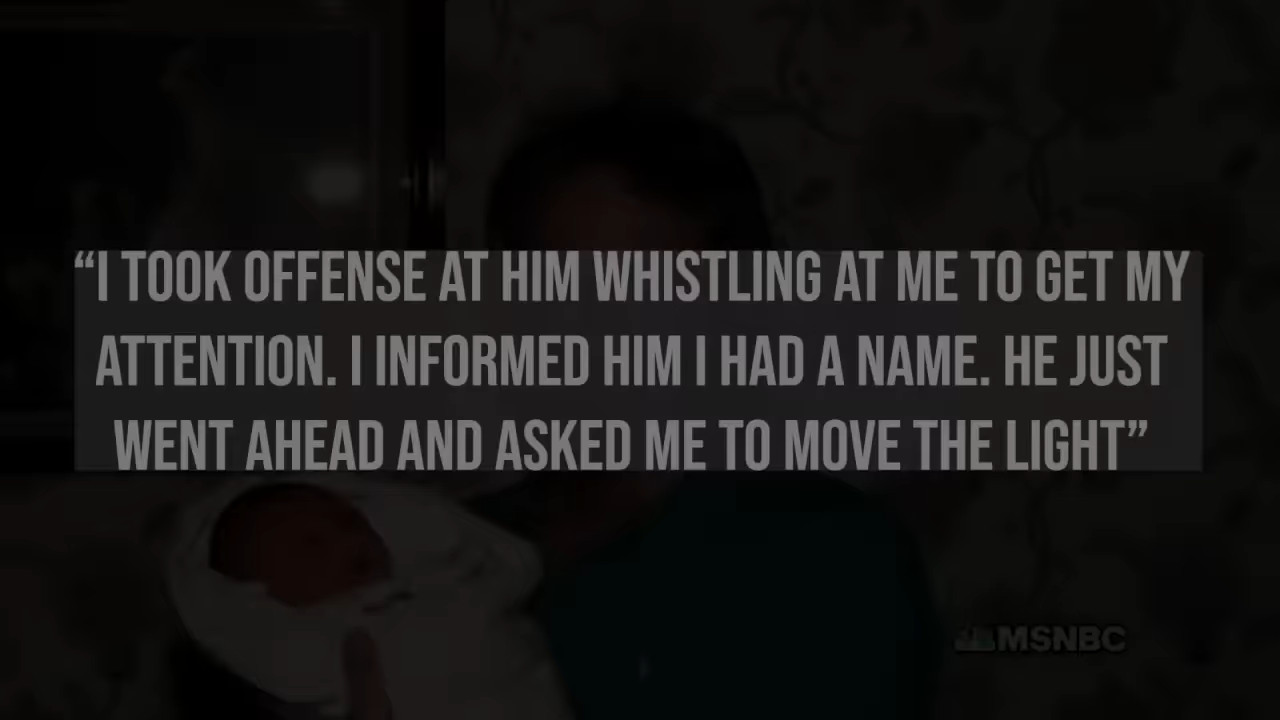 “I TOOK OFFENSE AT HIM WHISTLING AT ME TO GET MY
ATTENTION. I INFORMED HIM I HAD A NAME. HE JUST
WENT AHEAD AND ASKED ME TO MOVE THE LIGHT”
MSNBC